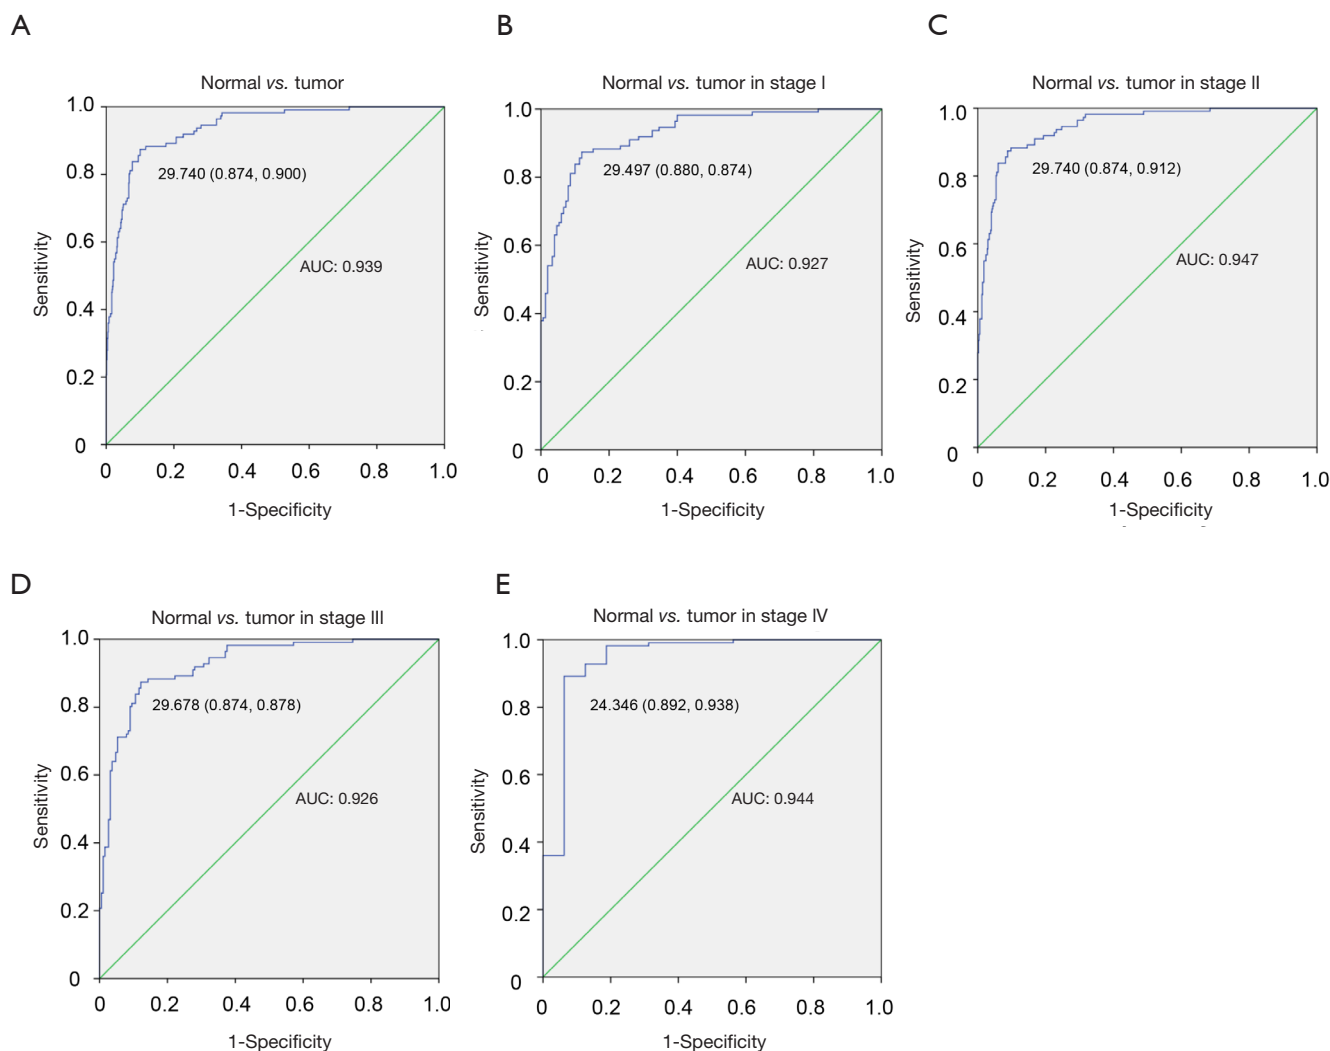 A
Normal vs. tumor
1.0
0.8
0.6
0.4
0.2
0
Sensitivity
29.740 (0.874, 0.900)
AUC: 0.939
0 0.2 0.4 0.6 0.8 1.0
1-Specificity
B
Normal vs. tumor in stage I
1.0
0.8
0.6
0.4
0.2
0
Sensitivity
29.497 (0.880, 0.874)
AUC: 0.927
0 0.2 0.4 0.6 0.8 1.0
1-Specificity
C
Normal vs. tumor in stage II
1.0
0.8
0.6
0.4
0.2
0
Sensitivity
29.740 (0.874, 0.912)
AUC: 0.947
0 0.2 0.4 0.6 0.8 1.0
1-Specificity
D
Normal vs. tumor in stage III
1.0
0.8
0.6
0.4
0.2
0
Sensitivity
29.678 (0.874, 0.878)
AUC: 0.926
0 0.2 0.4 0.6 0.8 1.0
1-Specificity
E
Normal vs. tumor in stage IV
1.0
0.8
0.6
0.4
0.2
0
Sensitivity
24.346 (0.892, 0.938)
AUC: 0.944
0 0.2 0.4 0.6 0.8 1.0
1-Specificity